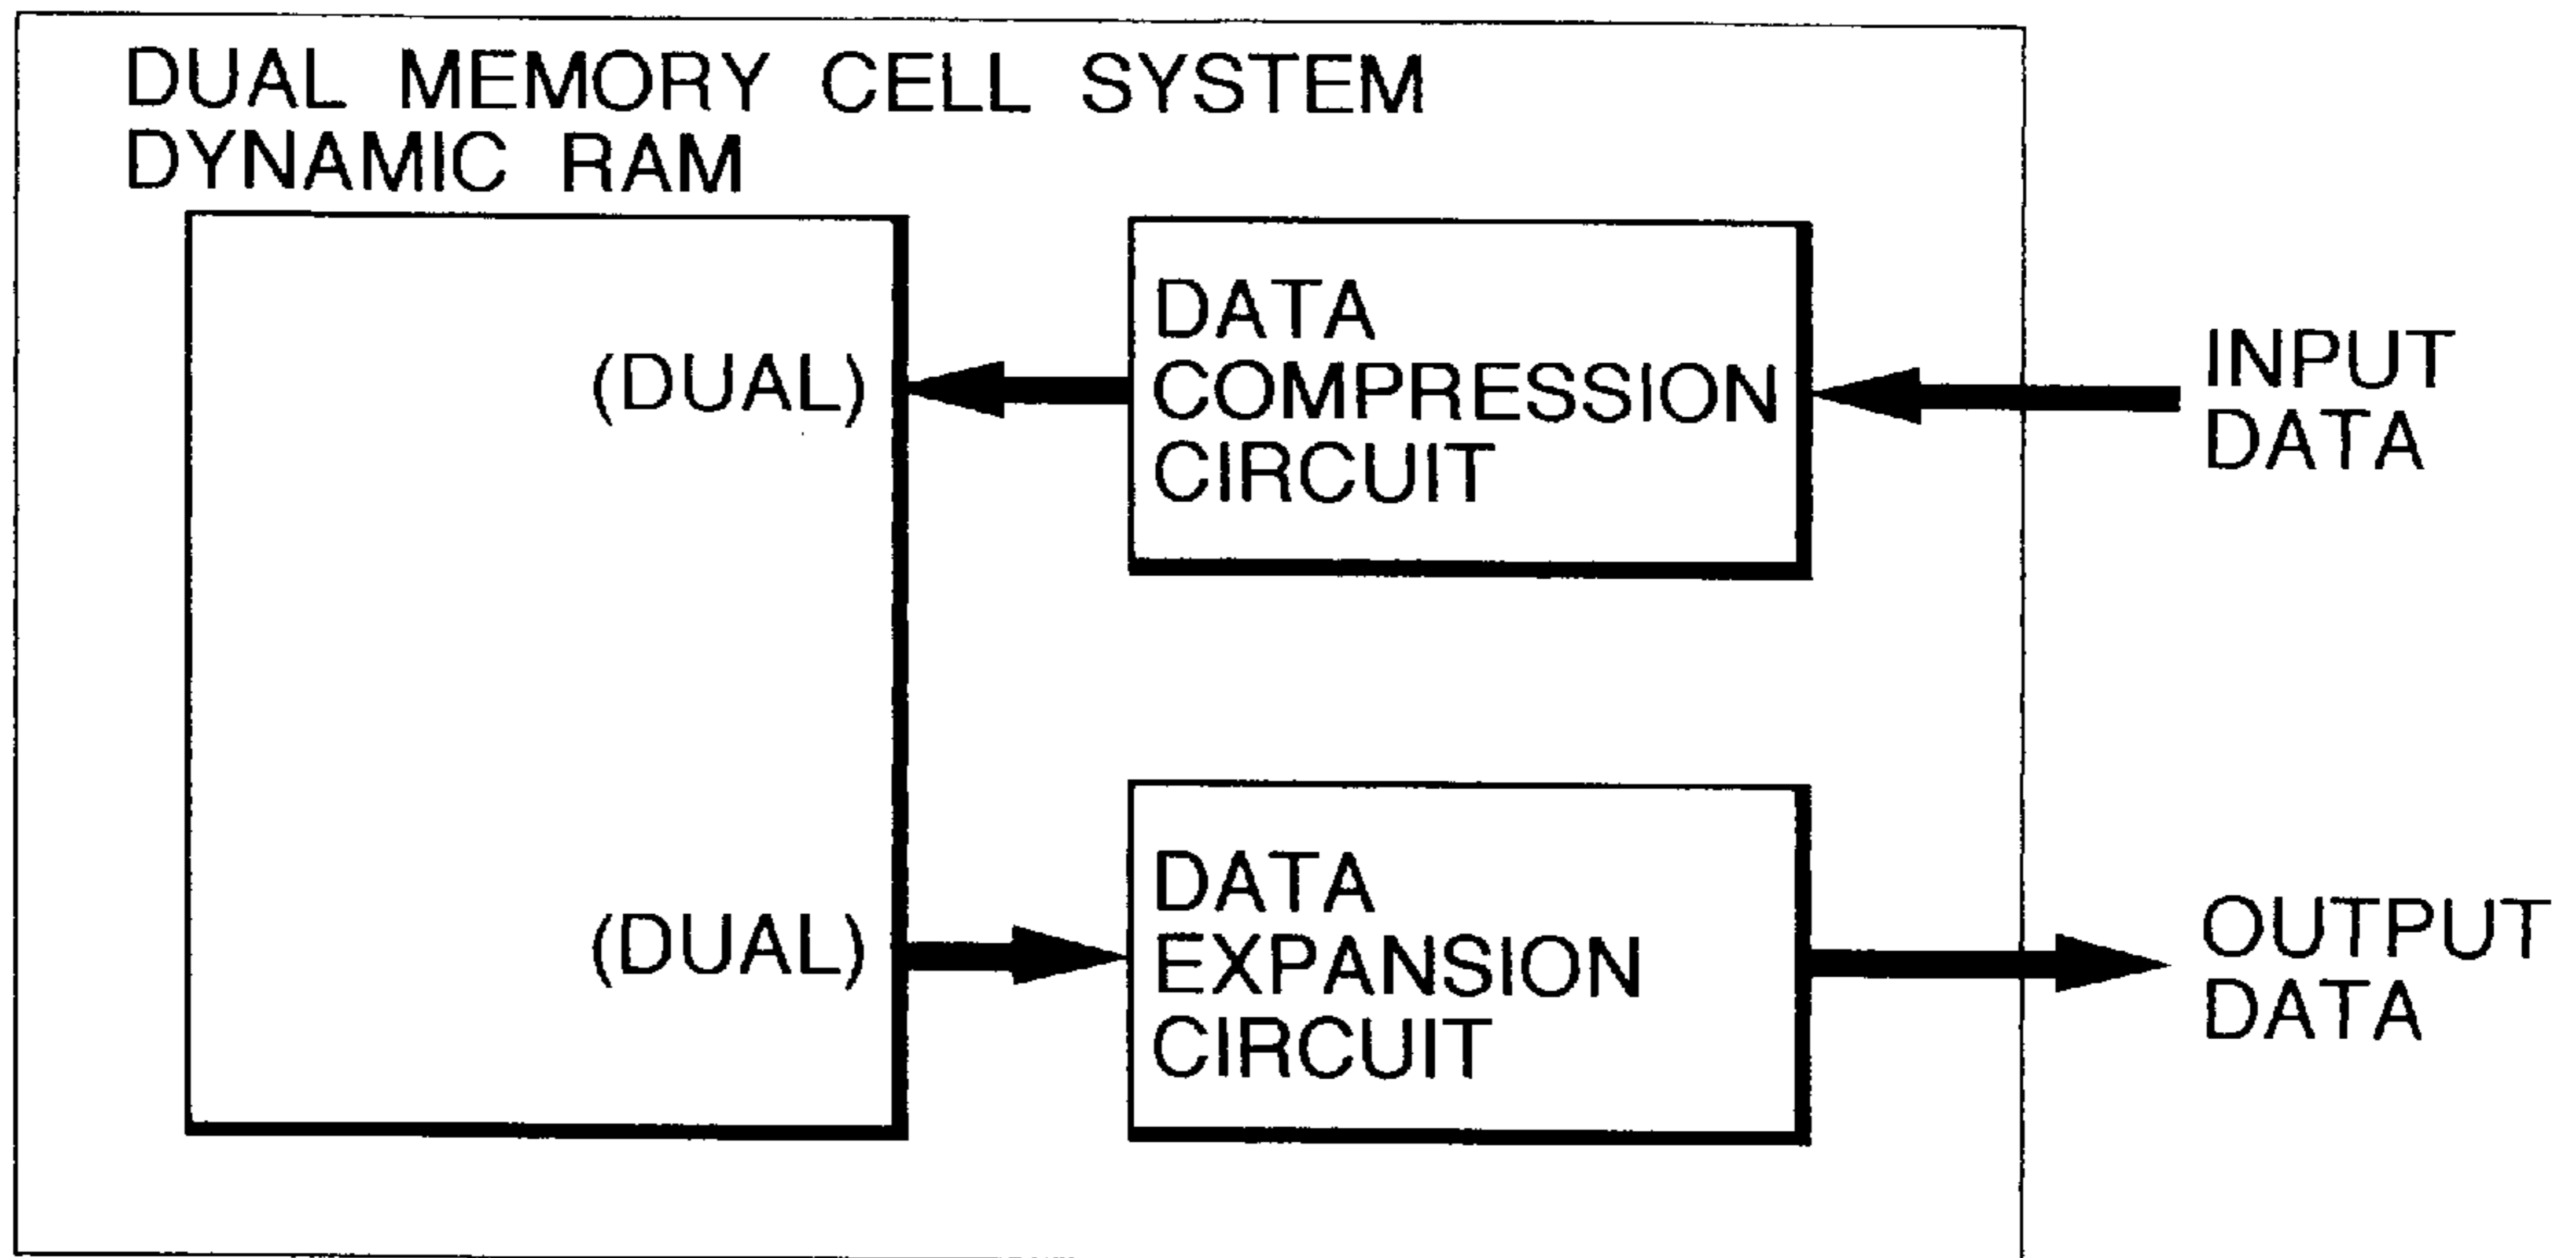 DUAL MEMORY CELL SYSTEM
DYNAMIC RAM
(DUAL)
DATA
COMPRESSION
CIRCUIT
INPUT
DATA
(DUAL)
DATA
EXPANSION
CIRCUIT
OUTPUT
DATA